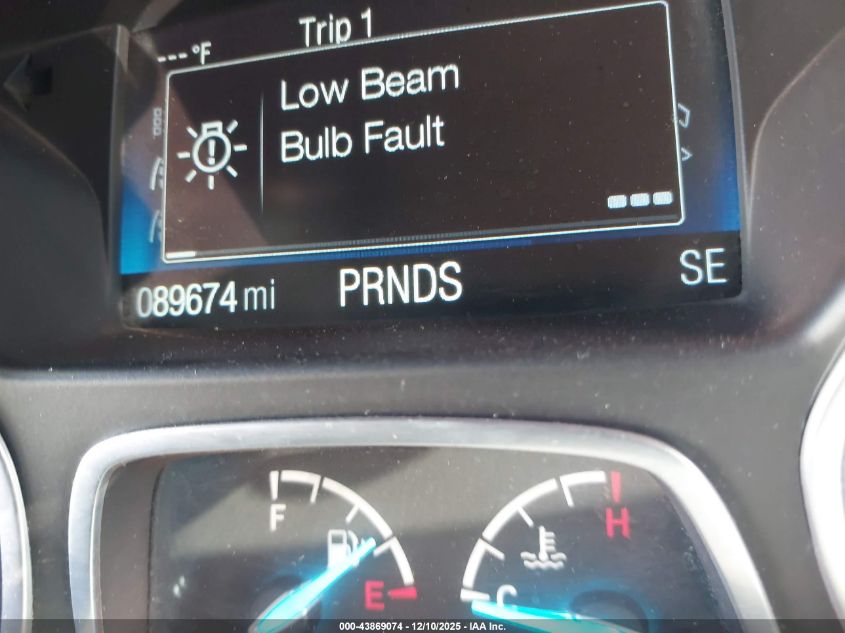 Trip 1
--- °F
Low Beam
Bulb Fault
089674 mi PRNDS SE
F H
E C
000-43869074 - 12/10/2025 - IAA Inc.